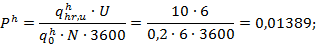 P^h = \frac{q^h_{hr,u} \cdot U}{q^h_0 \cdot N \cdot 3600} = \frac{10 \cdot 6}{0,2 \cdot 6 \cdot 3600} = 0,01389;